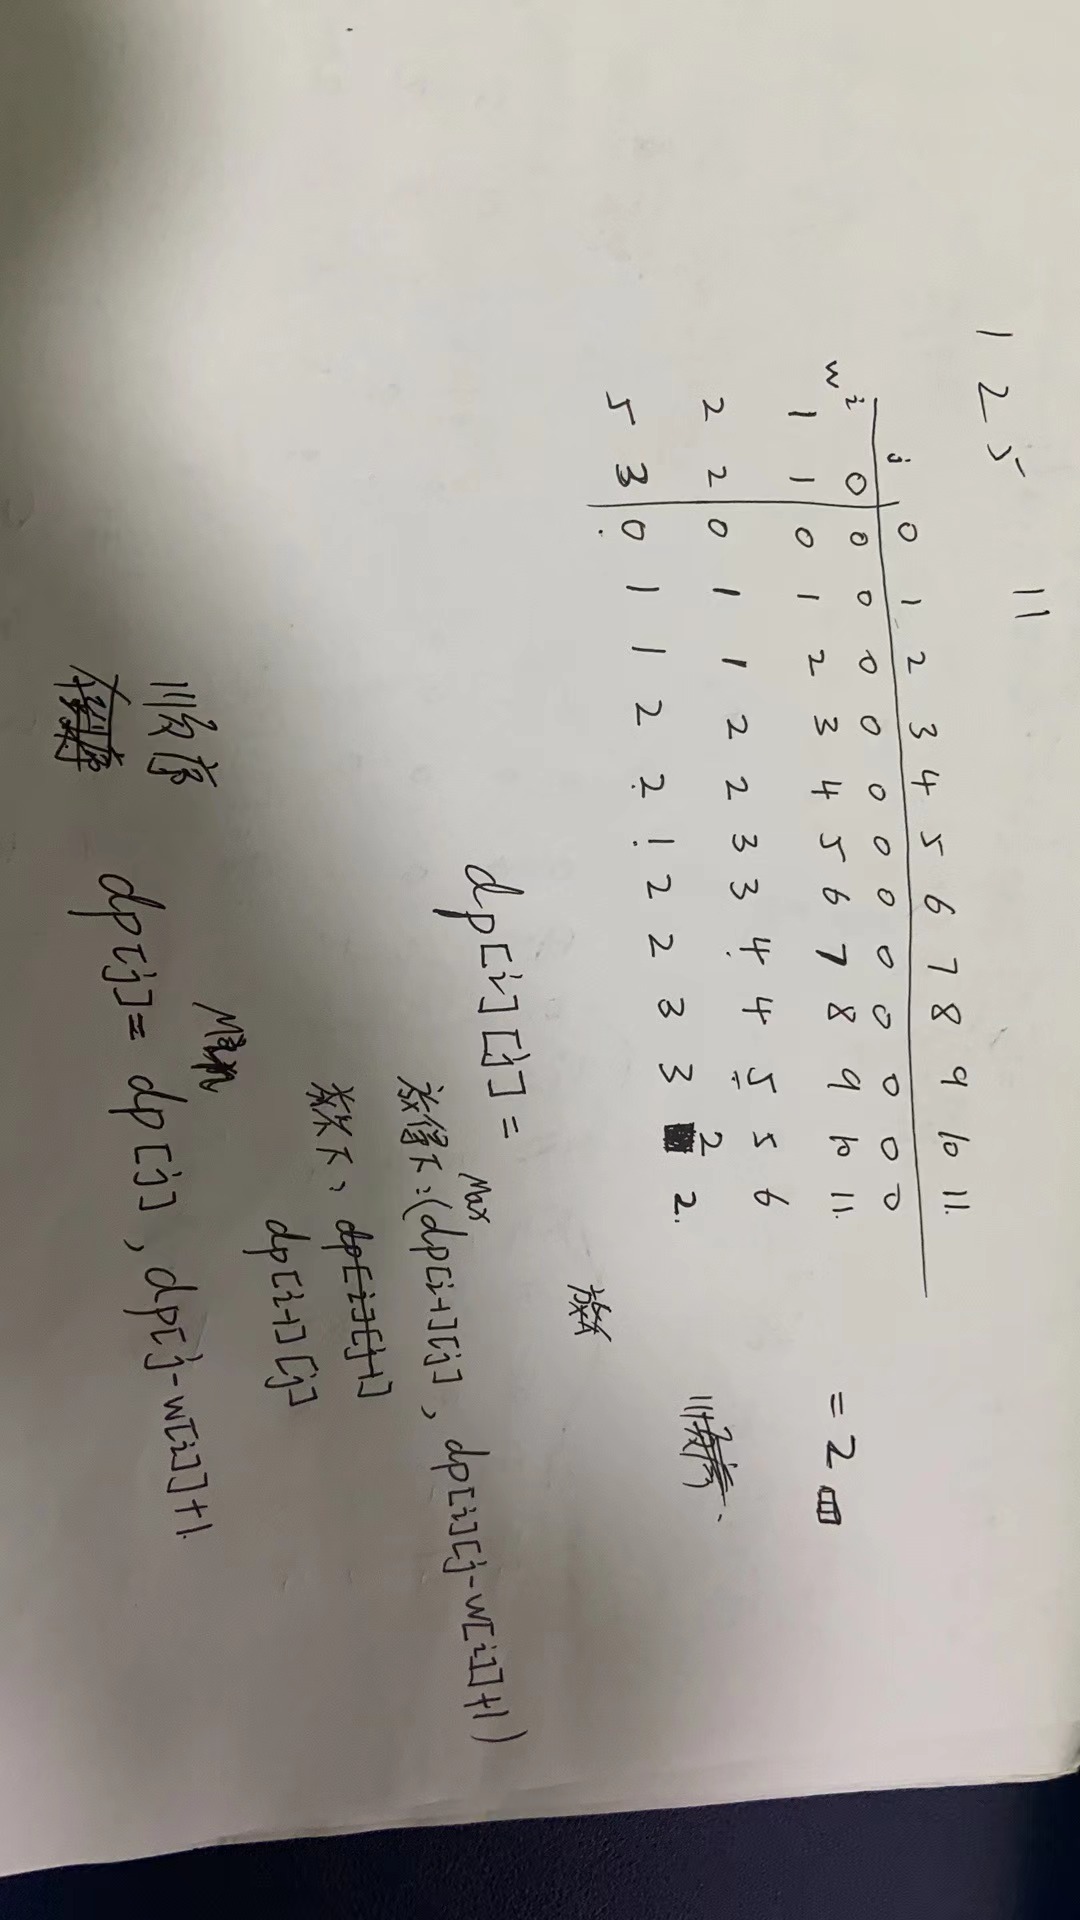 1 2 5 11
j 0 1 2 3 4 5 6 7 8 9 10 11.
w i 0 0 0 0 0 0 0 0 0 0 0 0 0
1 1 0 1 2 3 4 5 6 7 8 9 10 11. = 2
2 2 0 1 1 2 2 3 3 4 4 5 5 6
5 3 0 1 1 2 2 1 2 2 3 3 2 2.
放
dp[i][j] =
Max
放得下:(dp[i-1][j], dp[i][j-w[i]]+1)
放不下, dp[i][j-1]
dp[i-1][j]
顺序
dp[j]= dp[j], dp[j-w[i]]+1.